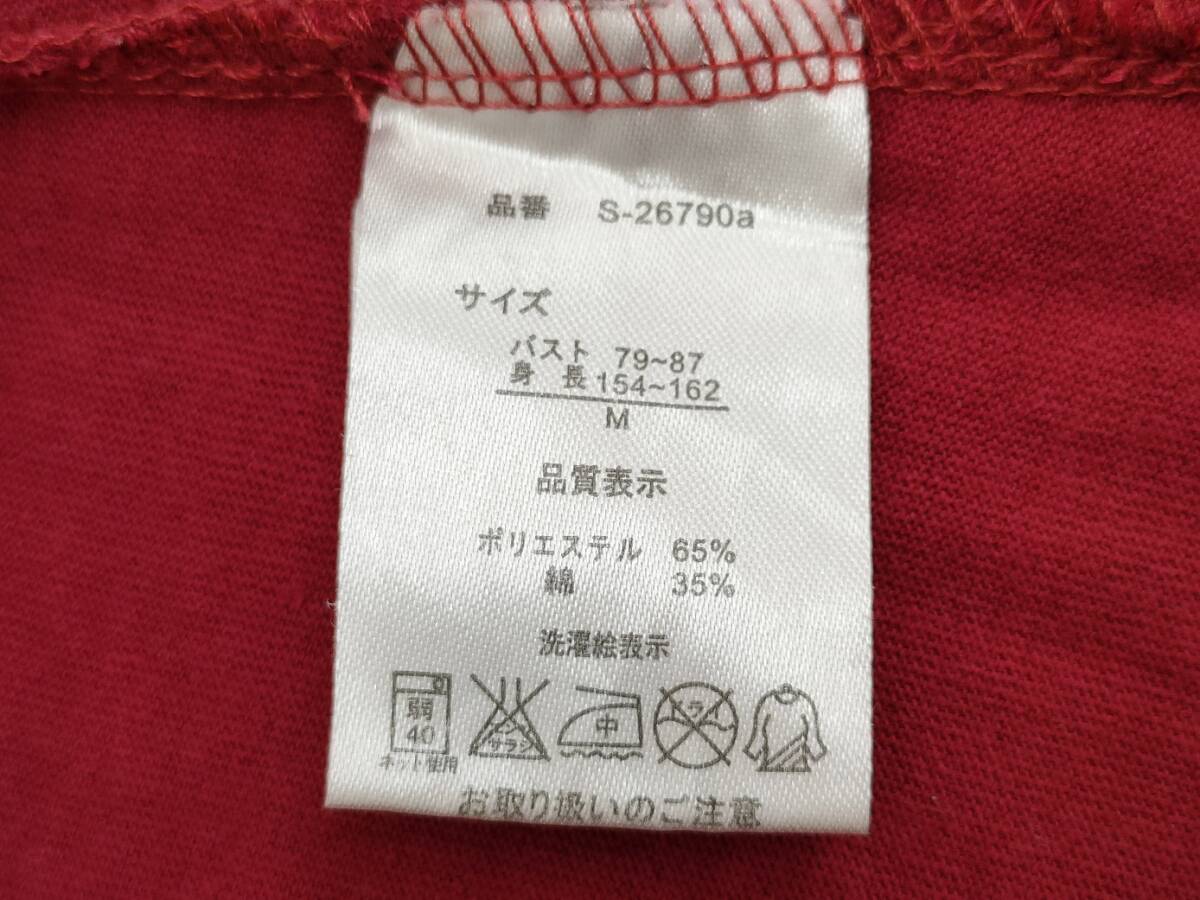 品番 S-26790a
サイズ
バスト 79~87
身 長 154~162
M
品質表示
ポリエステル 65%
綿 35%
洗濯絵表示
弱 サラシ 中 ドライ
40
ネット使用
お取り扱いのご注意